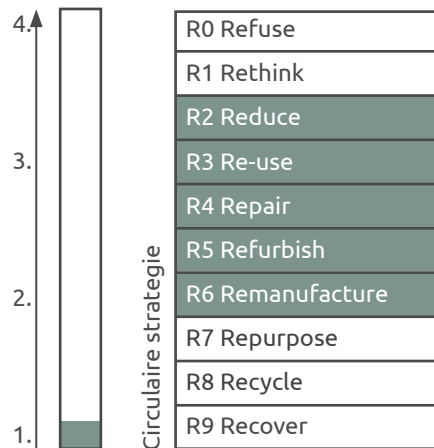 4.
3.
2.
1.
Circulaire strategie
R0 Refuse
R1 Rethink
R2 Reduce
R3 Re-use
R4 Repair
R5 Refurbish
R6 Remanufacture
R7 Repurpose
R8 Recycle
R9 Recover